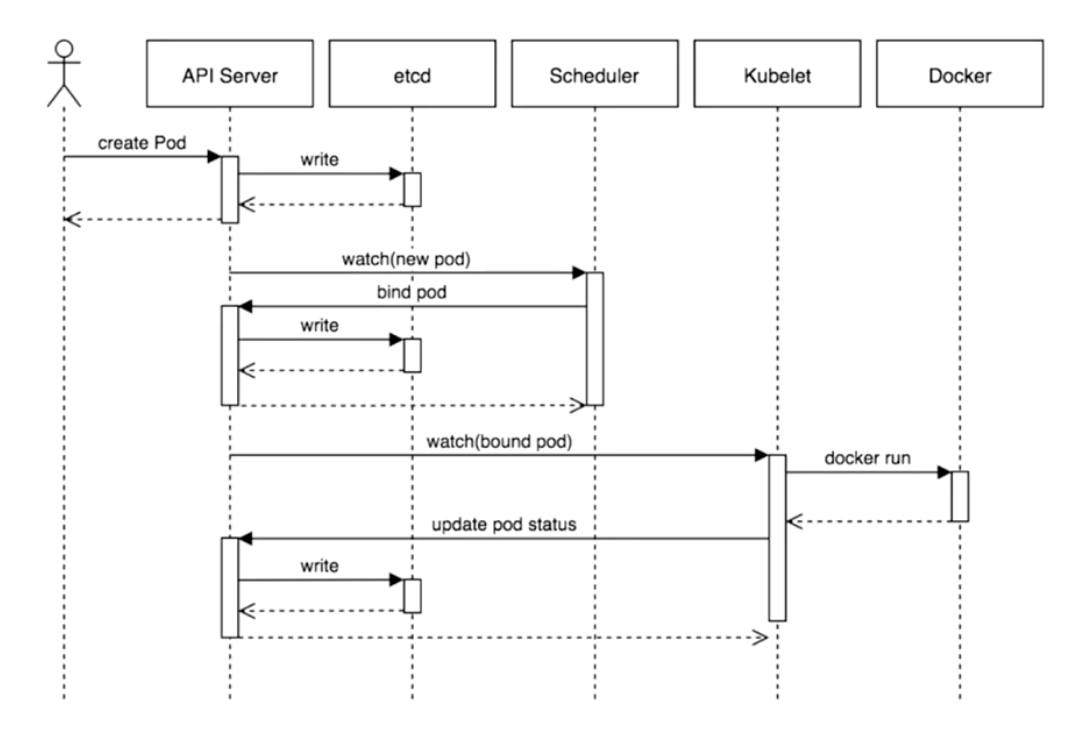 API Server
etcd
Scheduler
Kubelet
Docker
create Pod
write
watch(new pod)
bind pod
write
watch(bound pod)
docker run
update pod status
write